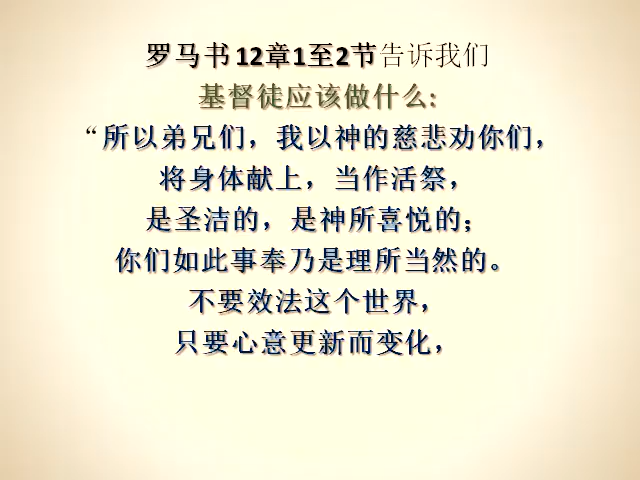 罗马书 12章1至2节告诉我们
基督徒应该做什么:
“所以弟兄们，我以神的慈悲劝你们，
将身体献上，当作活祭，
是圣洁的，是神所喜悦的；
你们如此事奉乃是理所当然的。
不要效法这个世界，
只要心意更新而变化，